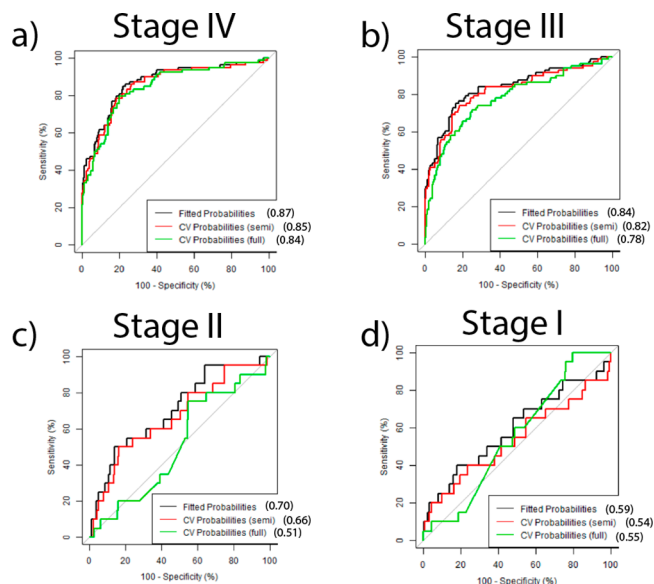 a) Stage IV
Sensitivity (%)
100
80
60
40
20
0
Fitted Probabilities (0.87)
CV Probabilities (semi) (0.85)
CV Probabilities (full) (0.84)
0 20 40 60 80 100
100 - Specificity (%)
b) Stage III
Sensitivity (%)
100
80
60
40
20
0
Fitted Probabilities (0.84)
CV Probabilities (semi) (0.82)
CV Probabilities (full) (0.78)
0 20 40 60 80 100
100 - Specificity (%)
c) Stage II
Sensitivity (%)
100
80
60
40
20
0
Fitted Probabilities (0.70)
CV Probabilities (semi) (0.66)
CV Probabilities (full) (0.51)
0 20 40 60 80 100
100 - Specificity (%)
d) Stage I
Sensitivity (%)
100
80
60
40
20
0
Fitted Probabilities (0.59)
CV Probabilities (semi) (0.54)
CV Probabilities (full) (0.55)
0 20 40 60 80 100
100 - Specificity (%)